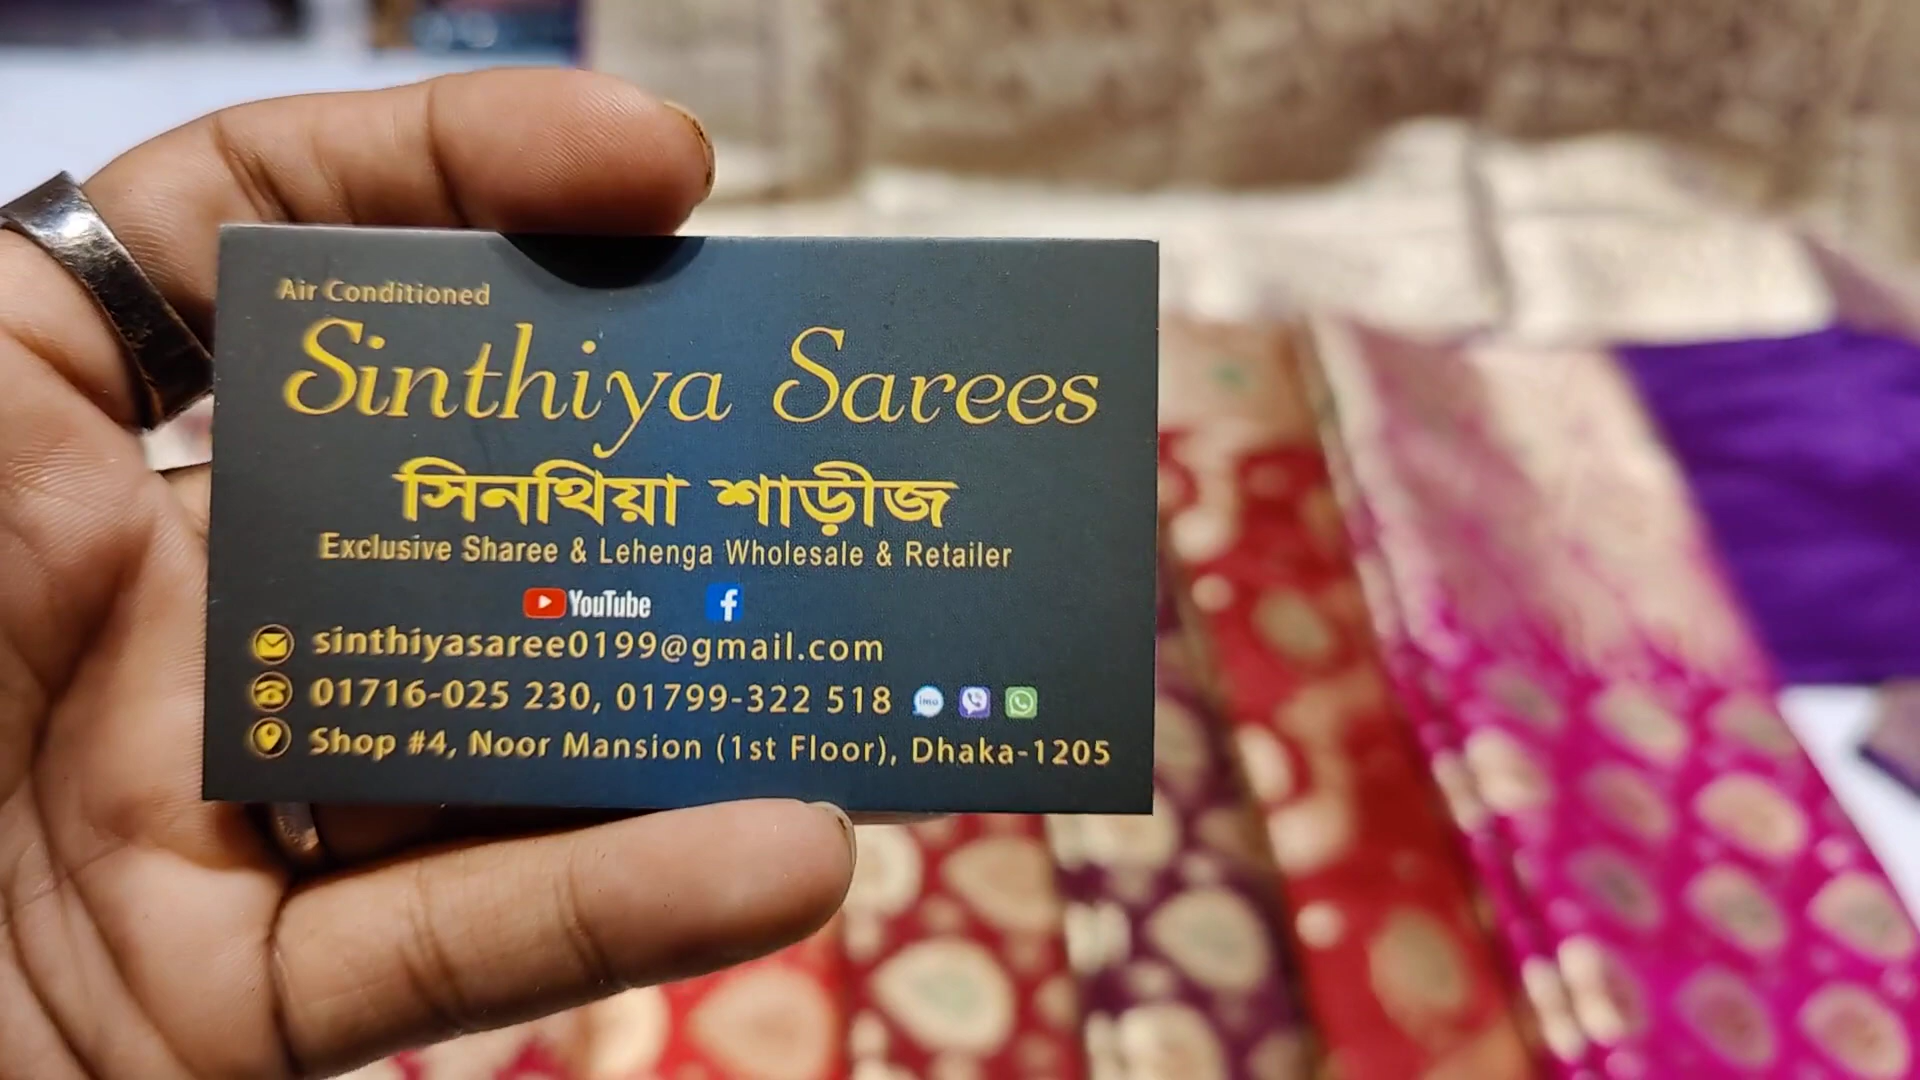 Air Conditioned
Sinthiya Sarees
সিনথিয়া শাড়ীজ
Exclusive Sharee & Lehenga Wholesale & Retailer
YouTube
sinthiyasaree0199@gmail.com
01716-025 230, 01799-322 518 imo
Shop #4, Noor Mansion (1st Floor), Dhaka-1205